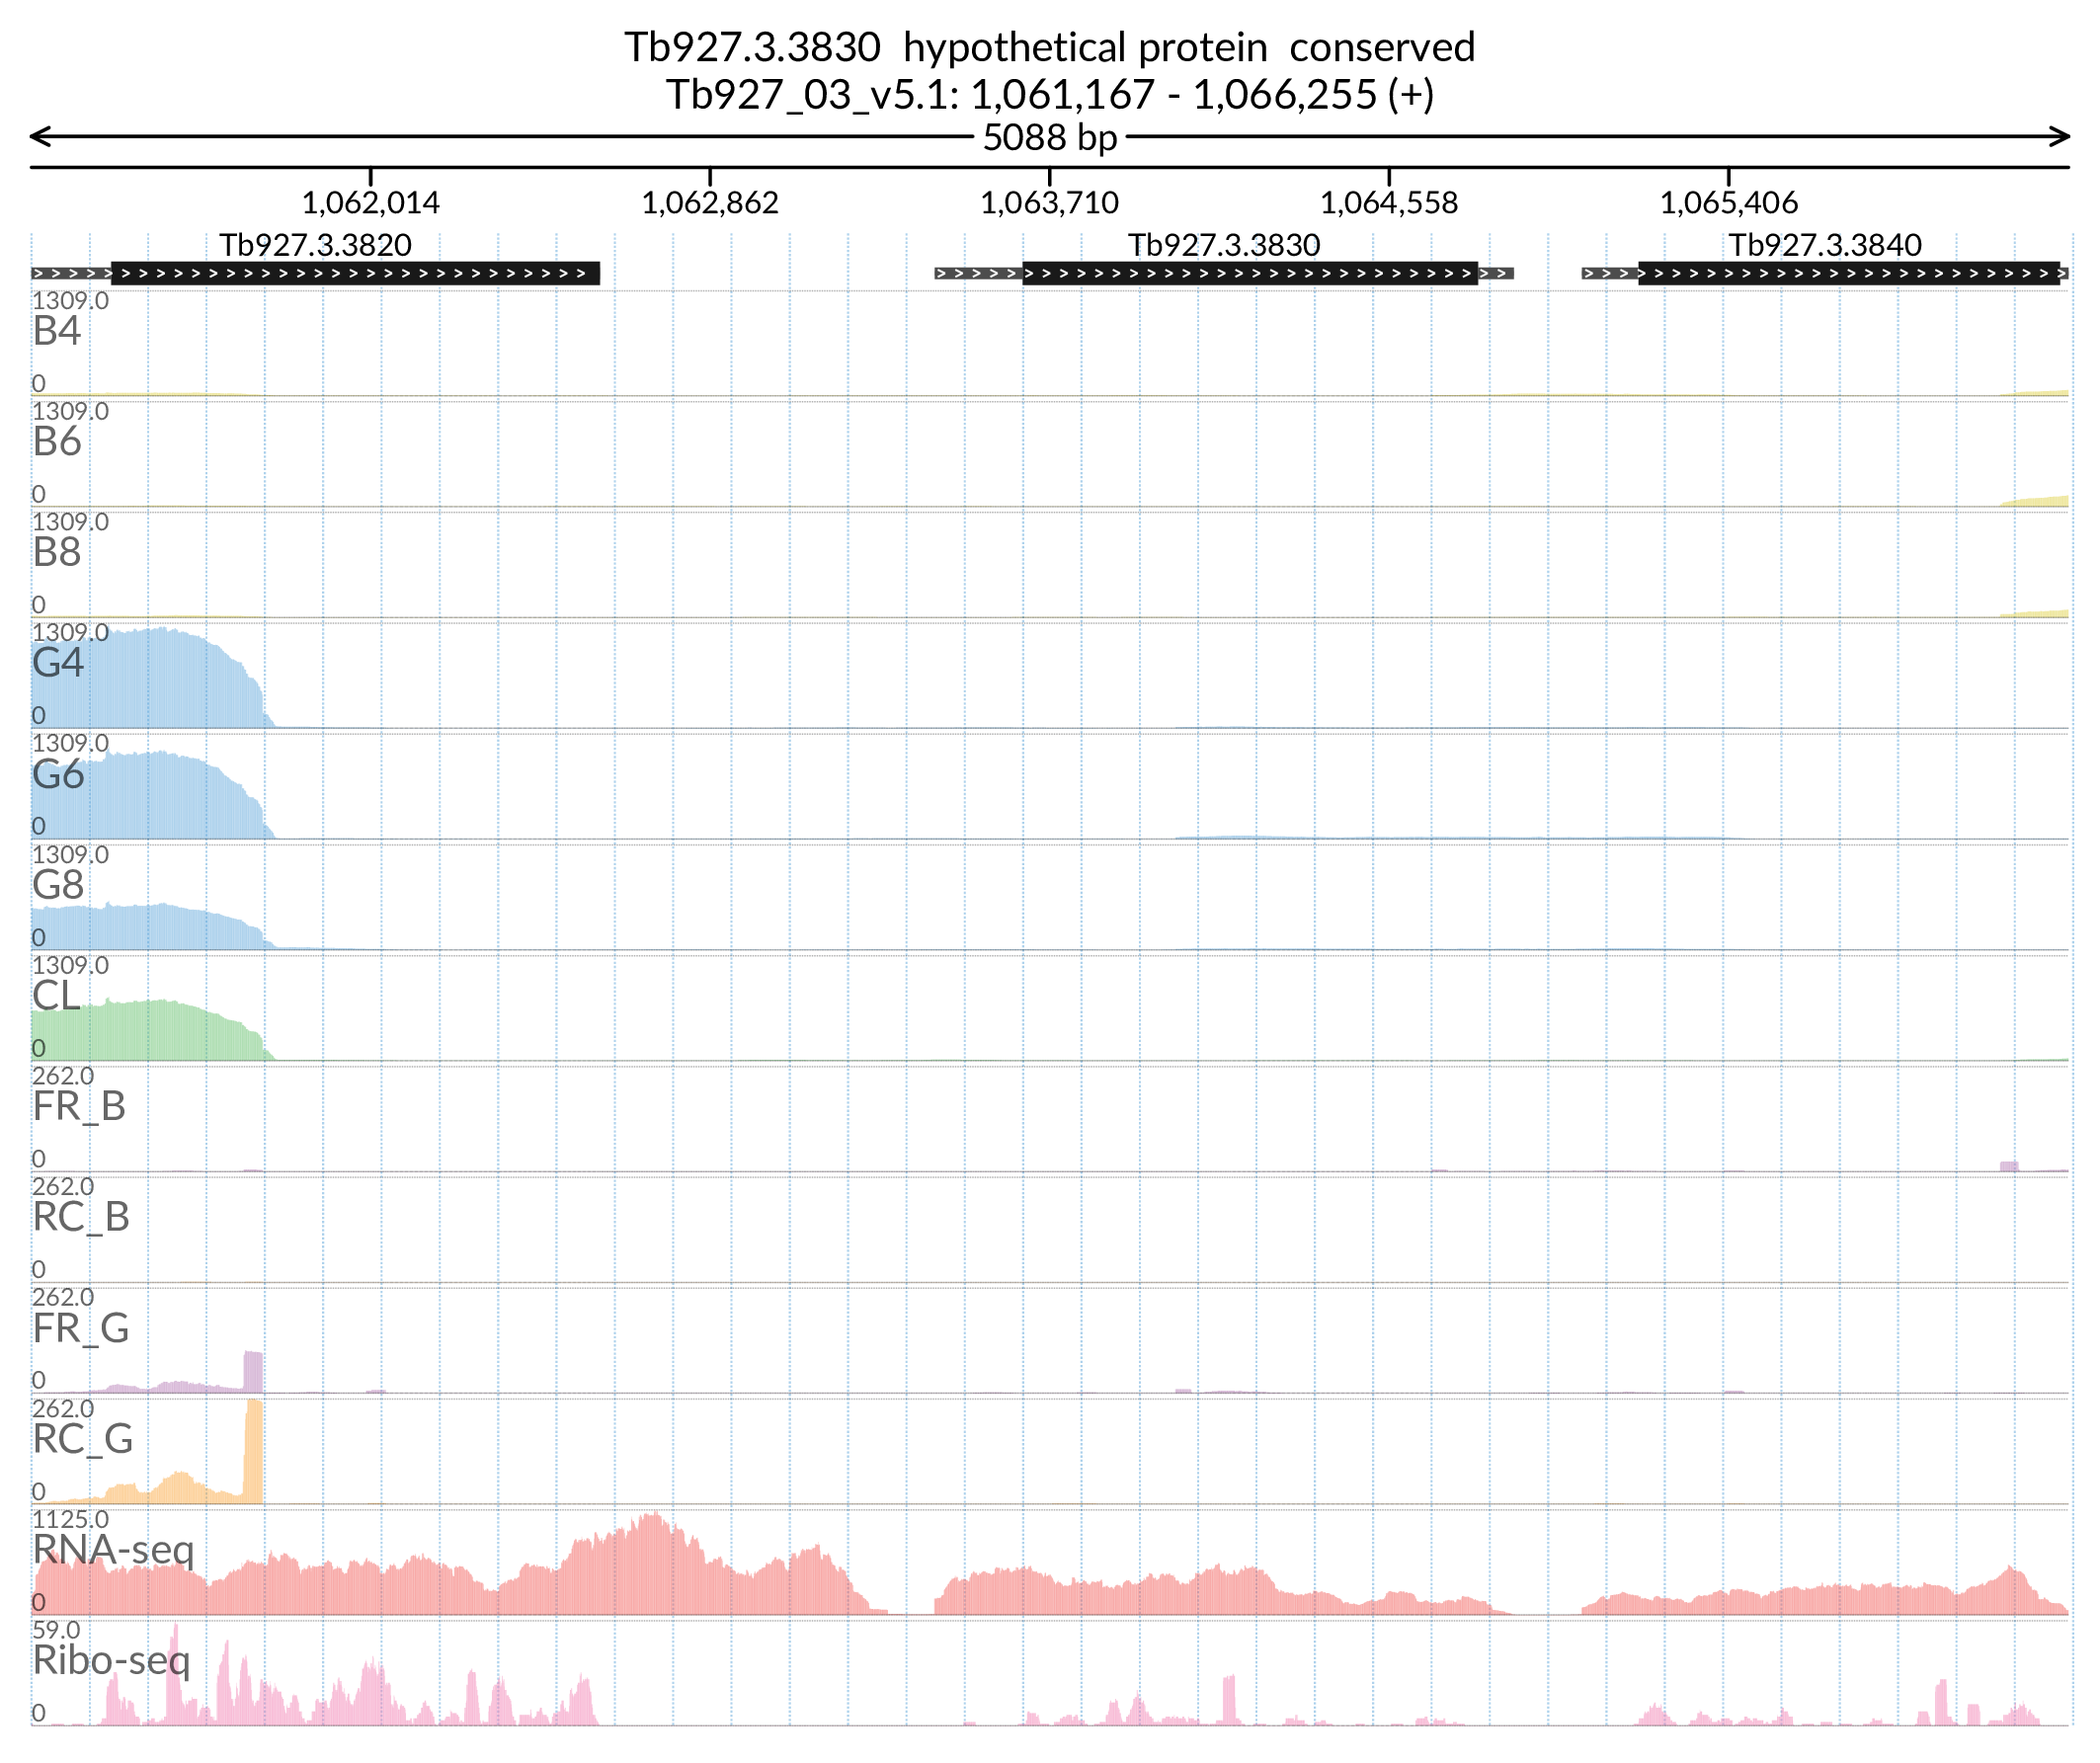 Tb927.3.3830  hypothetical protein  conserved
Tb927_03_v5.1: 1,061,167 - 1,066,255 (+)
5088 bp
1,062,014 1,062,862 1,063,710 1,064,558 1,065,406
Tb927.3.3820 Tb927.3.3830 Tb927.3.3840
1309.0
B4
0
1309.0
B6
0
1309.0
B8
0
1309.0
G4
0
1309.0
G6
0
1309.0
G8
0
1309.0
CL
0
262.0
FR_B
0
262.0
RC_B
0
262.0
FR_G
0
262.0
RC_G
0
1125.0
RNA-seq
0
59.0
Ribo-seq
0